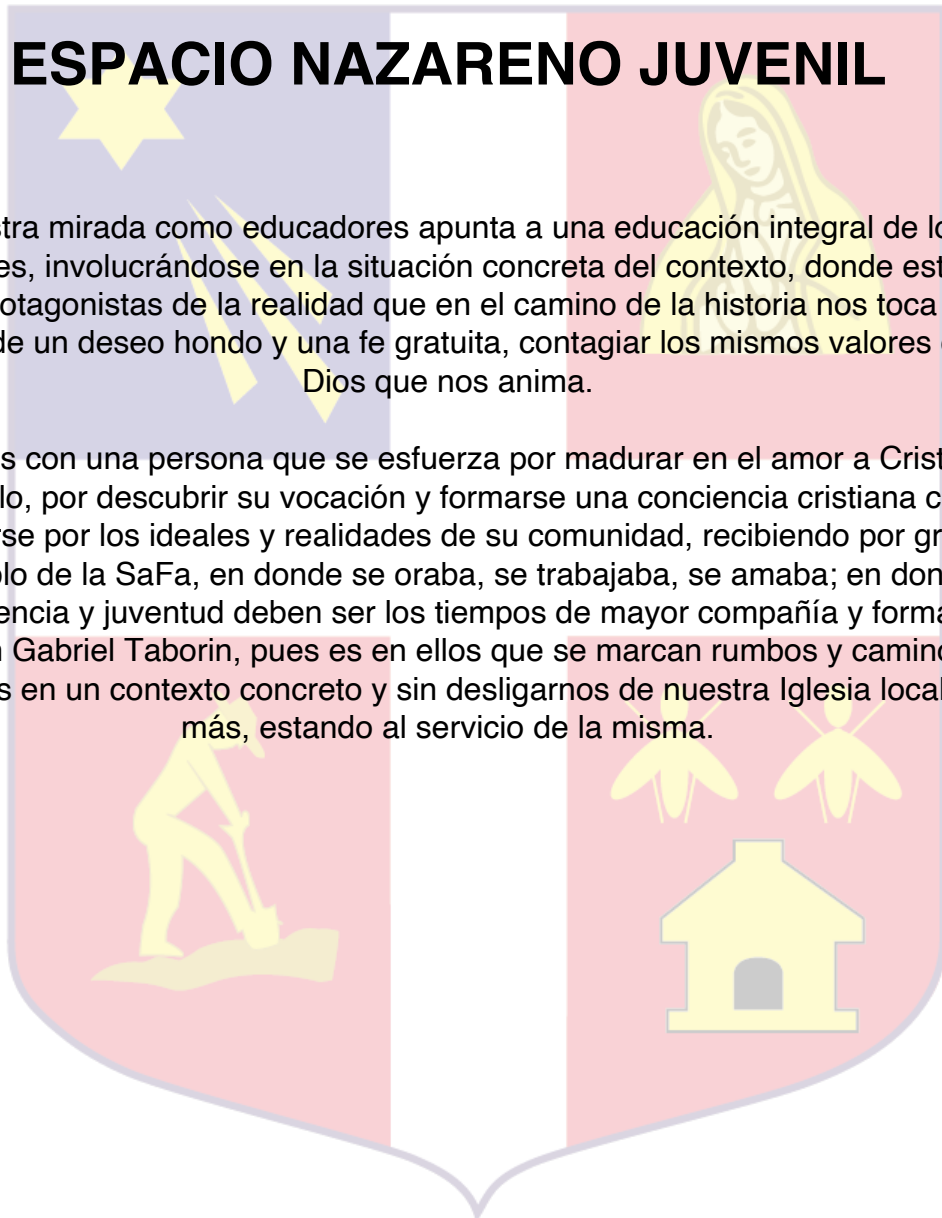 ESPACIO NAZARENO JUVENIL
stra mirada como educadores apunta a una educación integral de lo
es, involucrándose en la situación concreta del contexto, donde est
otagonistas de la realidad que en el camino de la historia nos toca
de un deseo hondo y una fe gratuita, contagiar los mismos valores
Dios que nos anima.
s con una persona que se esfuerza por madurar en el amor a Crist
lo, por descubrir su vocación y formarse una conciencia cristiana c
rse por los ideales y realidades de su comunidad, recibiendo por gr
lo de la SaFa, en donde se oraba, se trabajaba, se amaba; en don
encia y juventud deben ser los tiempos de mayor compañía y forma
Gabriel Taborin, pues es en ellos que se marcan rumbos y camino
s en un contexto concreto y sin desligarnos de nuestra Iglesia local
más, estando al servicio de la misma.